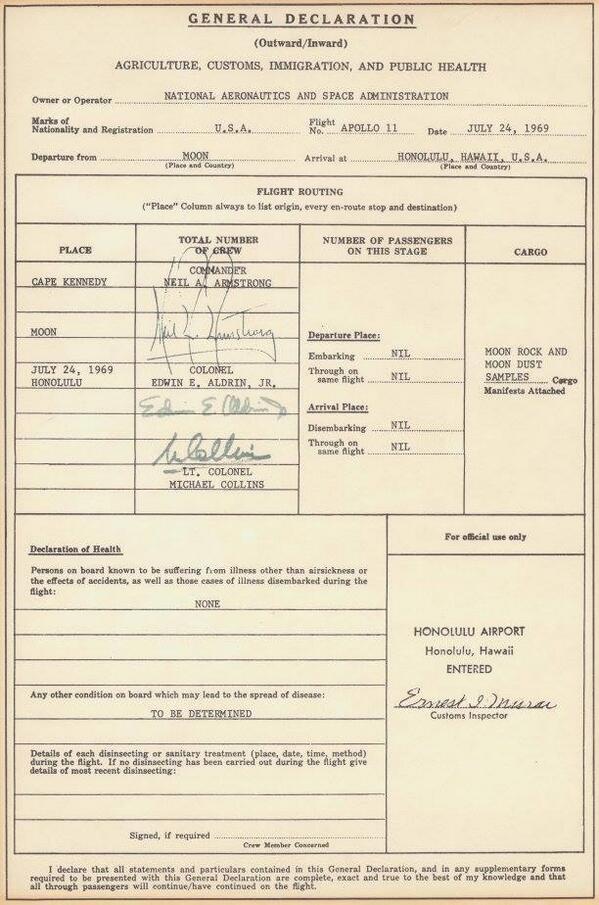 GENERAL DECLARATION
(Outward/Inward)
AGRICULTURE, CUSTOMS, IMMIGRATION, AND PUBLIC HEALTH
Owner or Operator NATIONAL AERONAUTICS AND SPACE ADMINISTRATION
Marks of
Nationality and Registration U.S.A. Flight No. APOLLO 11 Date JULY 24, 1969
Departure from MOON Arrival at HONOLULU, HAWAII, U.S.A.
(Place and Country) (Place and Country)
FLIGHT ROUTING
("Place" Column always to list origin, every en-route stop and destination)
PLACE
CAPE KENNEDY
MOON
JULY 24, 1969
HONOLULU
TOTAL NUMBER
OF CREW
COMMANDER
NEIL A. ARMSTRONG
Neil A. Armstrong
COLONEL
EDWIN E. ALDRIN, JR.
Edwin E Aldrin Jr
M Collins
LT. COLONEL
MICHAEL COLLINS
NUMBER OF PASSENGERS
ON THIS STAGE
Departure Place:
Embarking NIL
Through on
same flight NIL
Arrival Place:
Disembarking NIL
Through on
same flight NIL
CARGO
MOON ROCK AND
MOON DUST
SAMPLES Cargo
Manifests Attached
Declaration of Health
Persons on board known to be suffering from illness other than airsickness or
the effects of accidents, as well as those cases of illness disembarked during the
flight:
NONE
Any other condition on board which may lead to the spread of disease:
TO BE DETERMINED
Details of each disinsecting or sanitary treatment (place, date, time, method)
during the flight. If no disinsecting has been carried out during the flight give
details of most recent disinsecting:
Signed, if required
Crew Member Concerned
For official use only
HONOLULU AIRPORT
Honolulu, Hawaii
ENTERED
Ernest I. Murai
Customs Inspector
I declare that all statements and particulars contained in this General Declaration, and in any supplementary forms
required to be presented with this General Declaration are complete, exact and true to the best of my knowledge and that
all through passengers will continue/have continued on the flight.